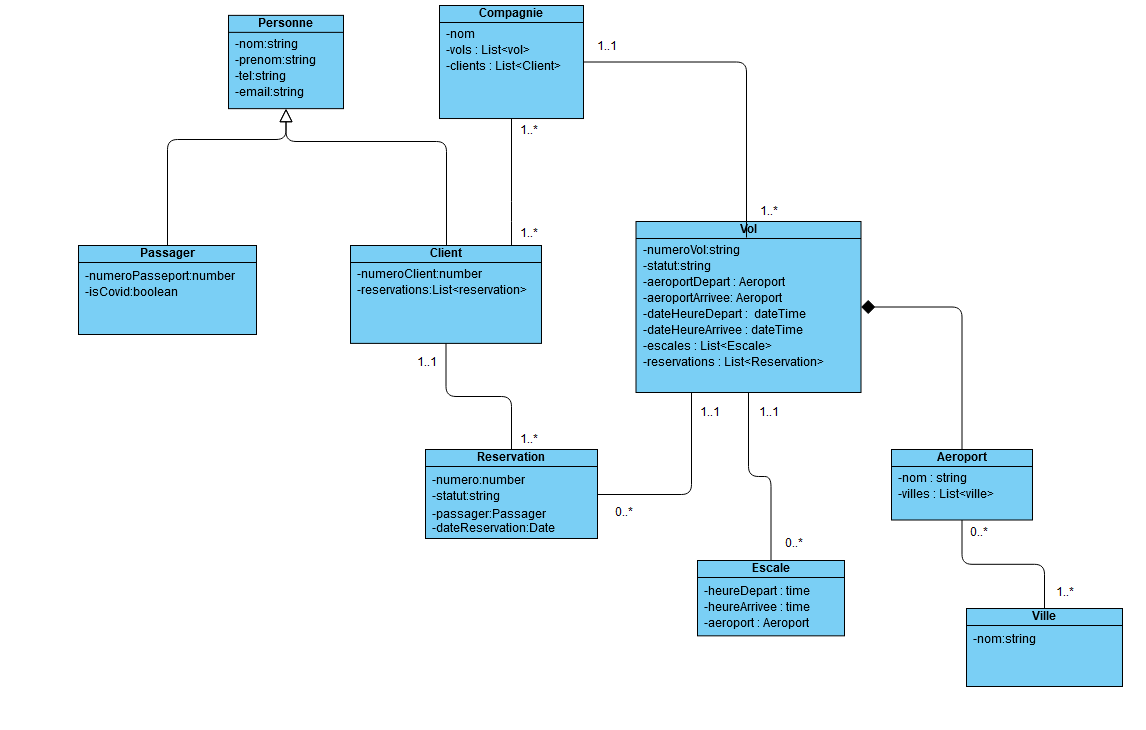 Personne
-nom:string
-prenom:string
-tel:string
-email:string
Compagnie
-nom
-vols : List<vol>
-clients : List<Client>
1..1
1..*
1..*
1..*
Passager
-numeroPasseport:number
-isCovid:boolean
Client
-numeroClient:number
-reservations:List<reservation>
Vol
-numeroVol:string
-statut:string
-aeroportDepart : Aeroport
-aeroportArrivee: Aeroport
-dateHeureDepart : dateTime
-dateHeureArrivee : dateTime
-escales : List<Escale>
-reservations : List<Reservation>
1..1
1..*
1..1
1..1
Reservation
-numero:number
-statut:string
-passager:Passager
-dateReservation:Date
0..*
0..*
Escale
-heureDepart : time
-heureArrivee : time
-aeroport : Aeroport
Aeroport
-nom : string
-villes : List<ville>
0..*
1..*
Ville
-nom:string